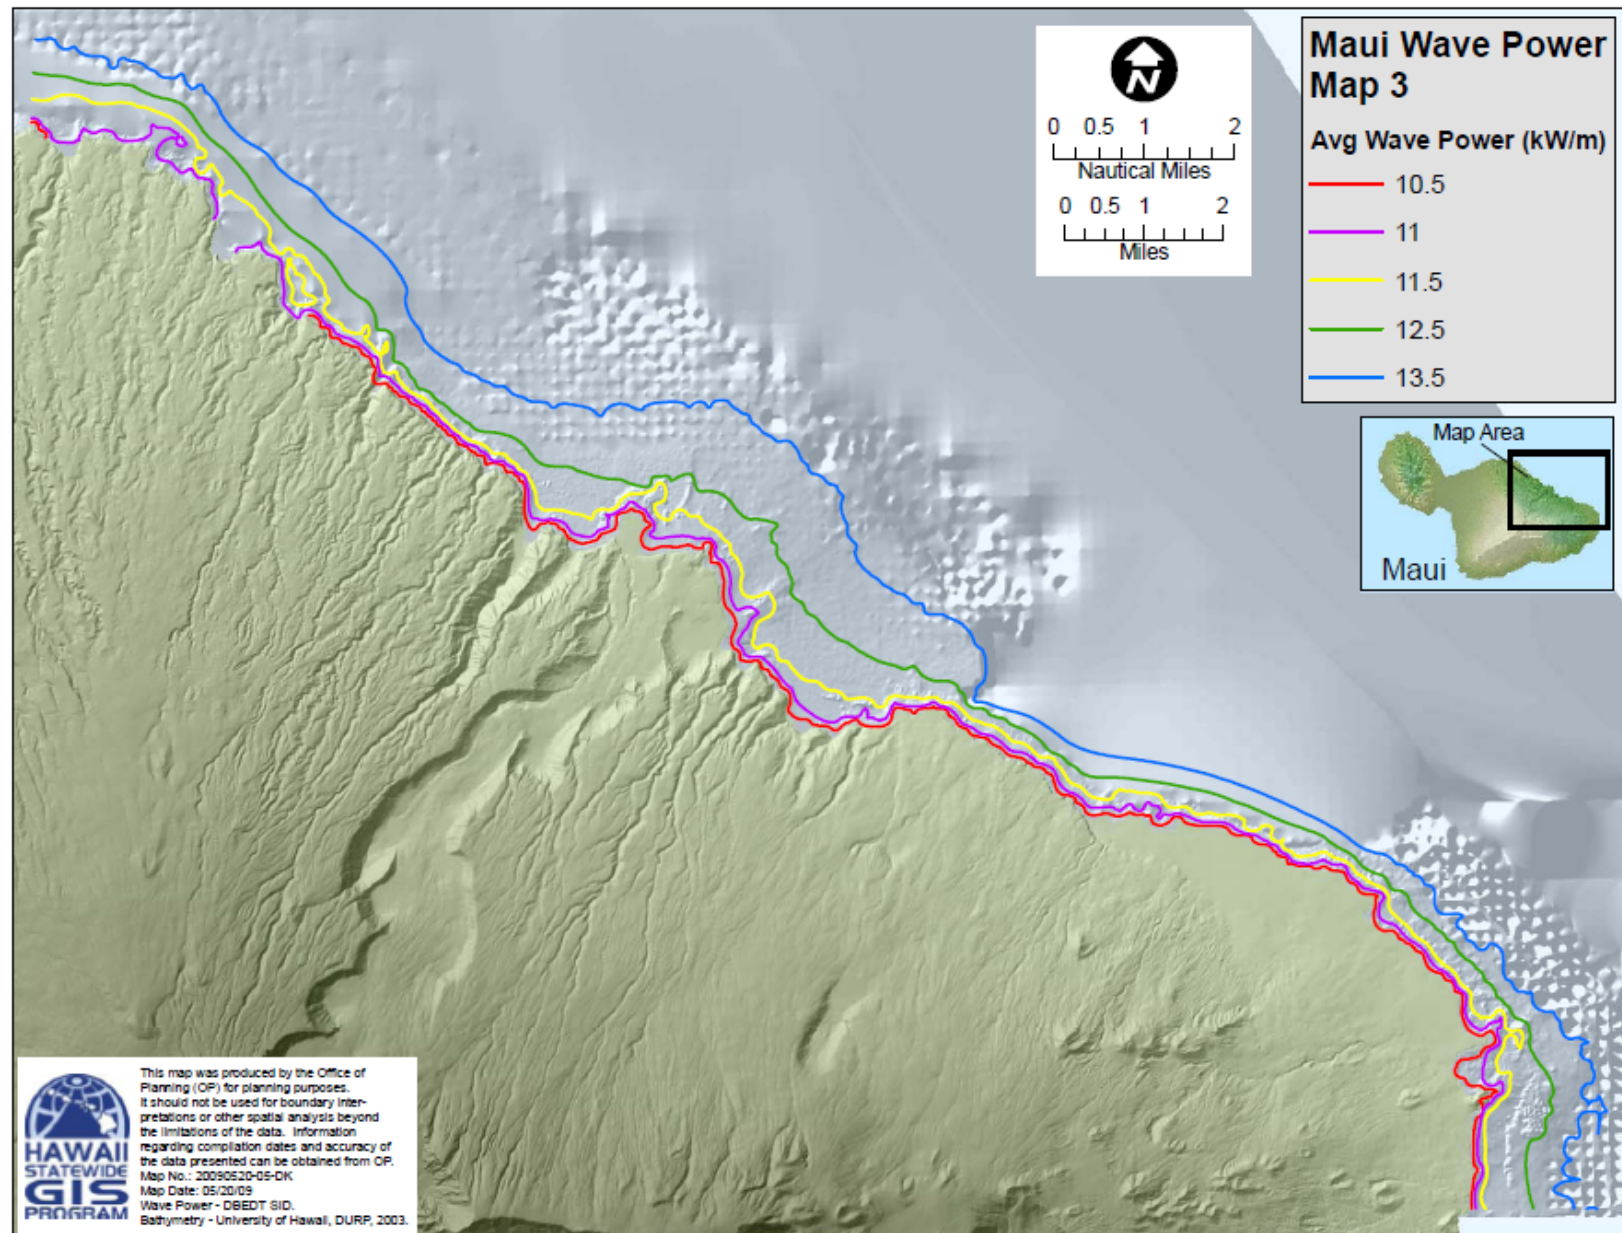 Maui Wave Power
Map 3
Avg Wave Power (kW/m)
10.5
11
11.5
12.5
13.5
N
0 0.5 1 2
Nautical Miles
0 0.5 1 2
Miles
Map Area
Maui
HAWAII
STATEWIDE
GIS
PROGRAM
This map was produced by the Office of
Planning (OP) for planning purposes.
It should not be used for boundary inter-
pretations or other spatial analysis beyond
the limitations of the data. Information
regarding compilation dates and accuracy of
the data presented can be obtained from OP.
Map No.: 20090520-05-DK
Map Date: 05/20/09
Wave Power - DBEDT SID.
Bathymetry - University of Hawaii, DURP, 2003.